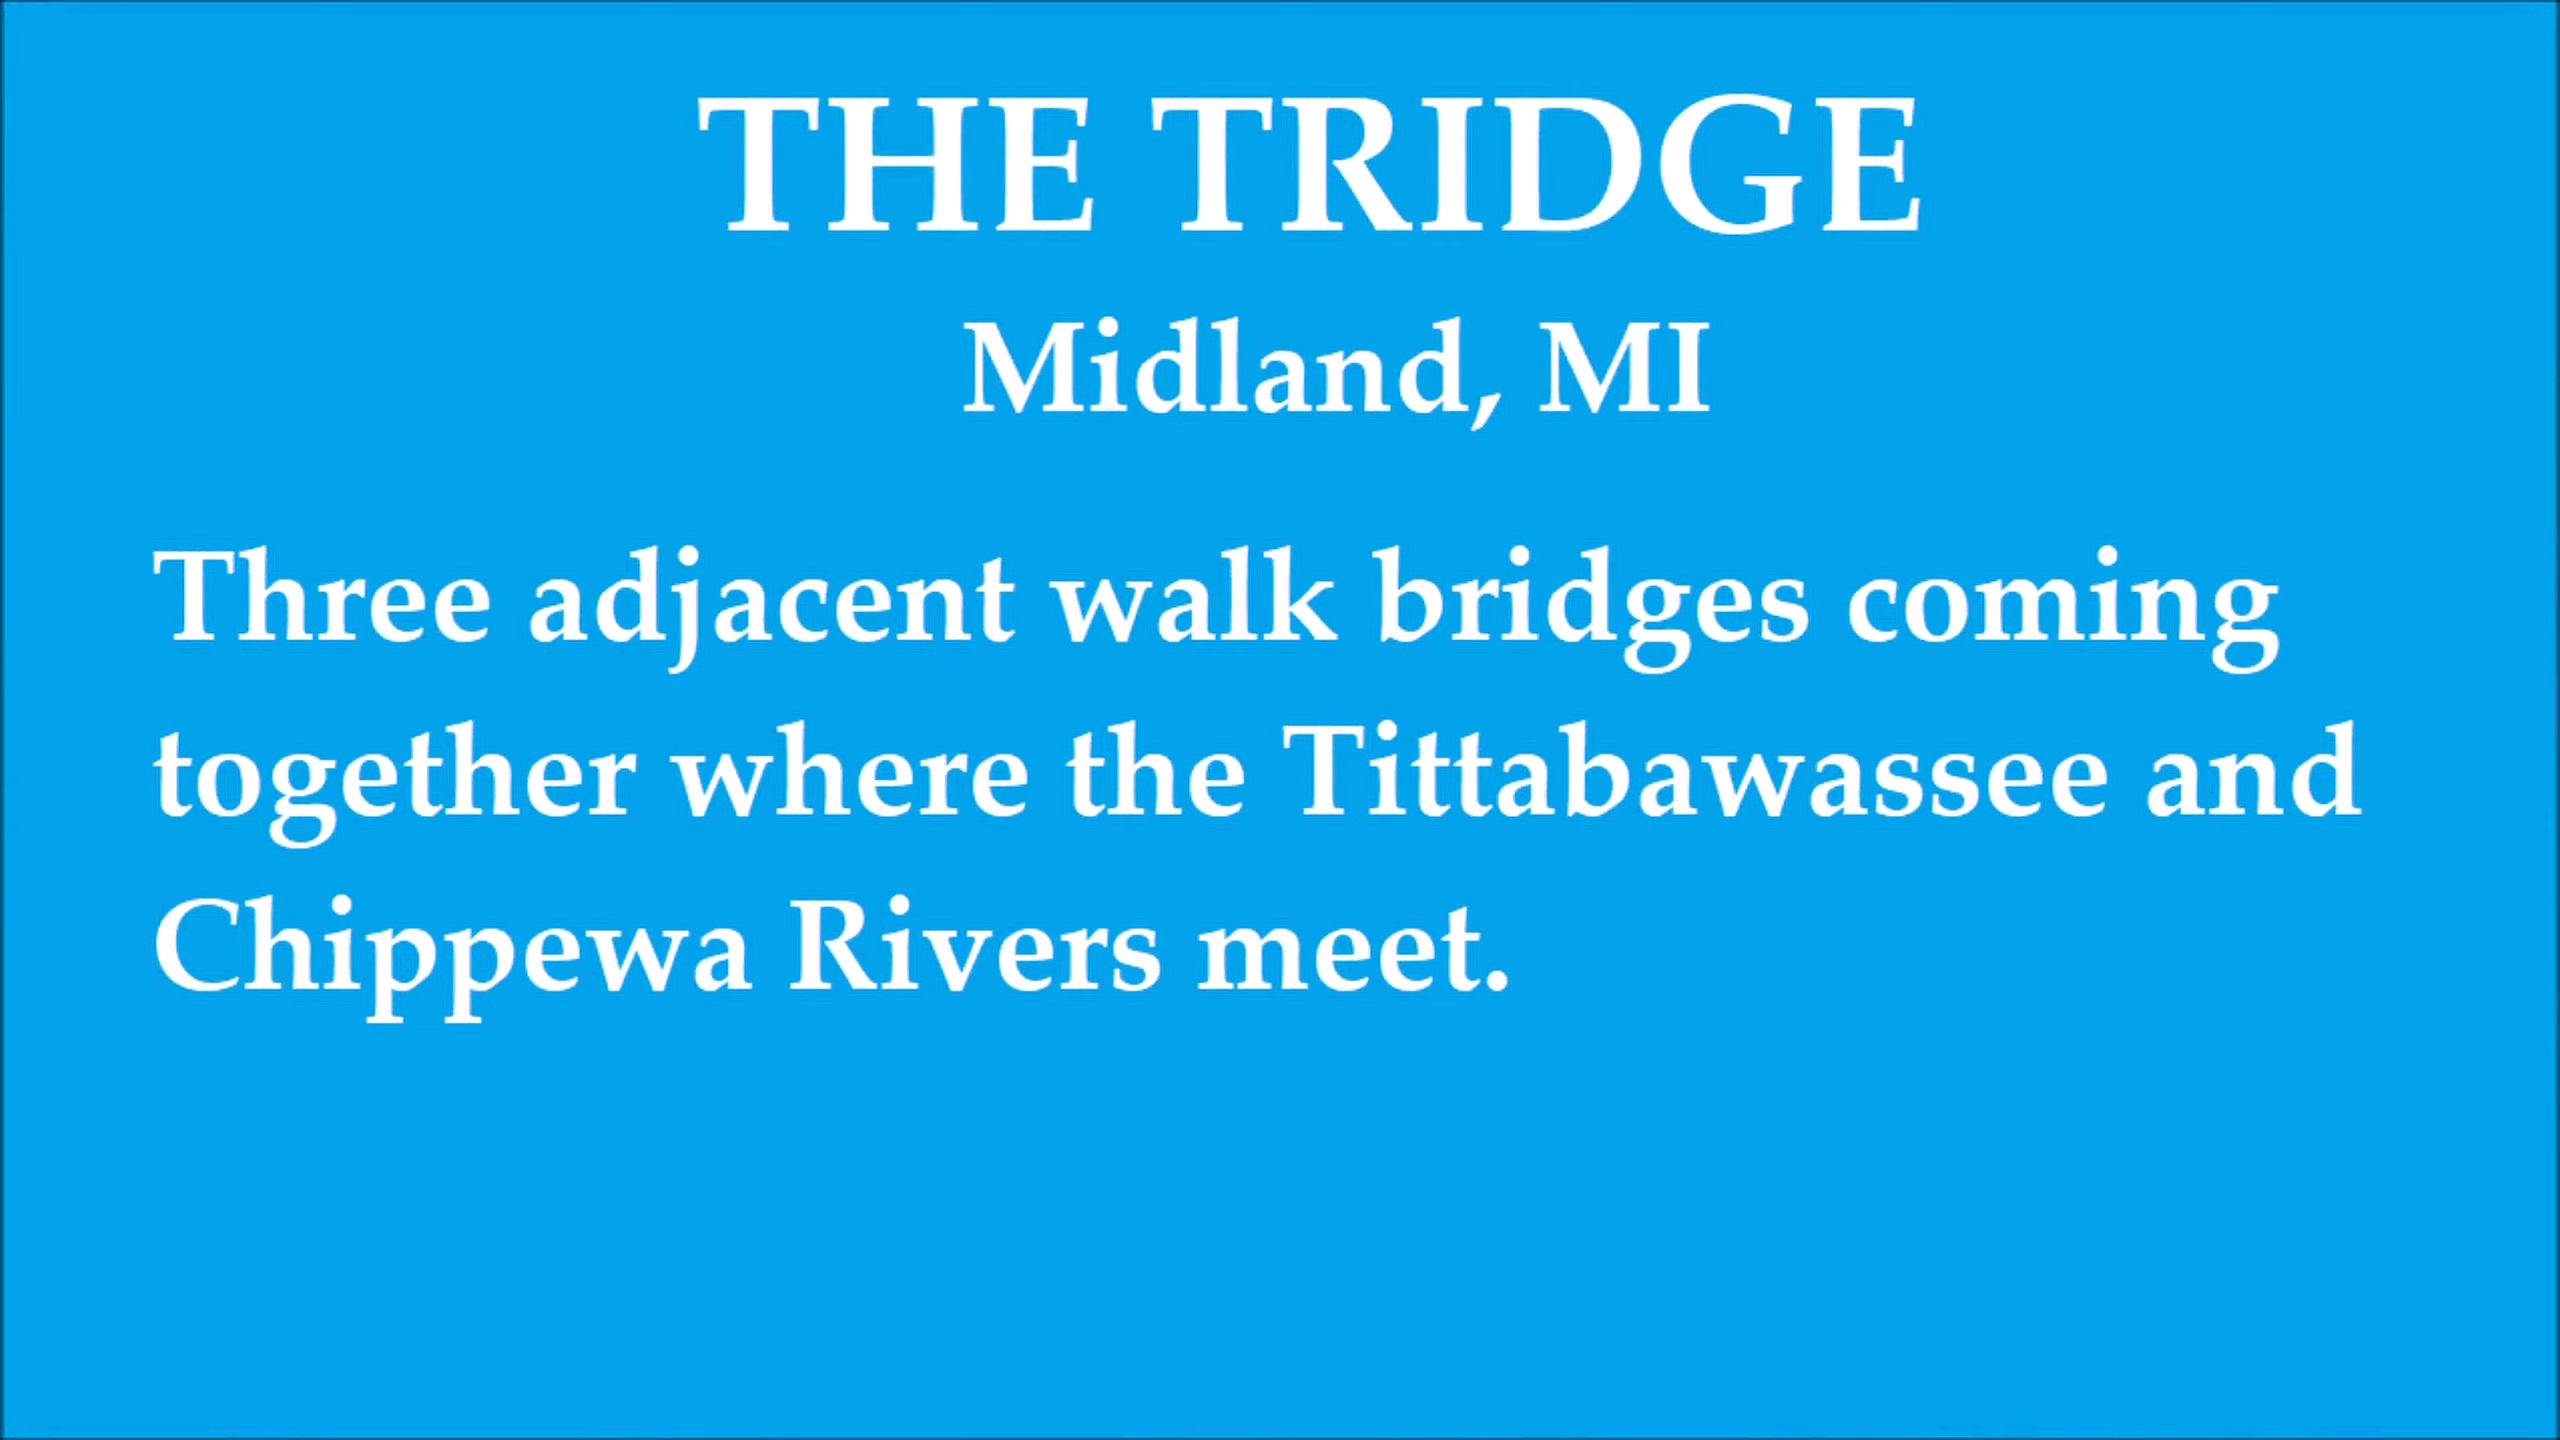 THE TRIDGE
Midland, MI
Three adjacent walk bridges coming
together where the Tittabawassee and
Chippewa Rivers meet.